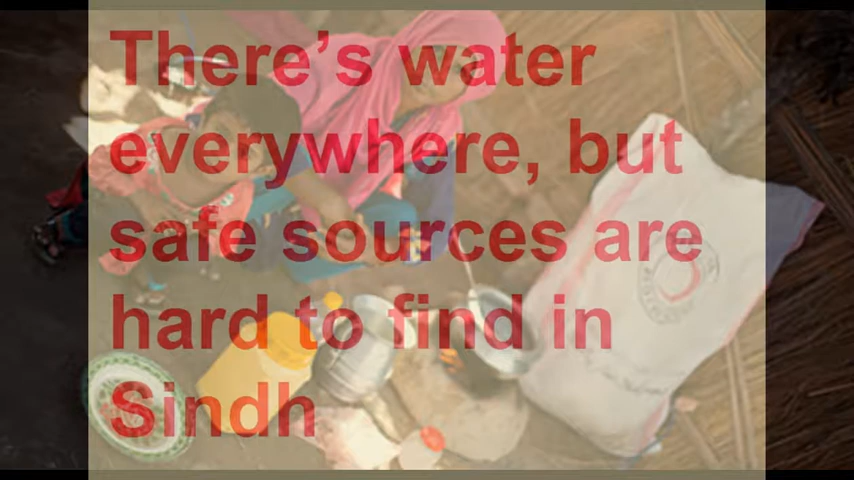 There’s water
everywhere, but
safe sources are
hard to find in
Sindh